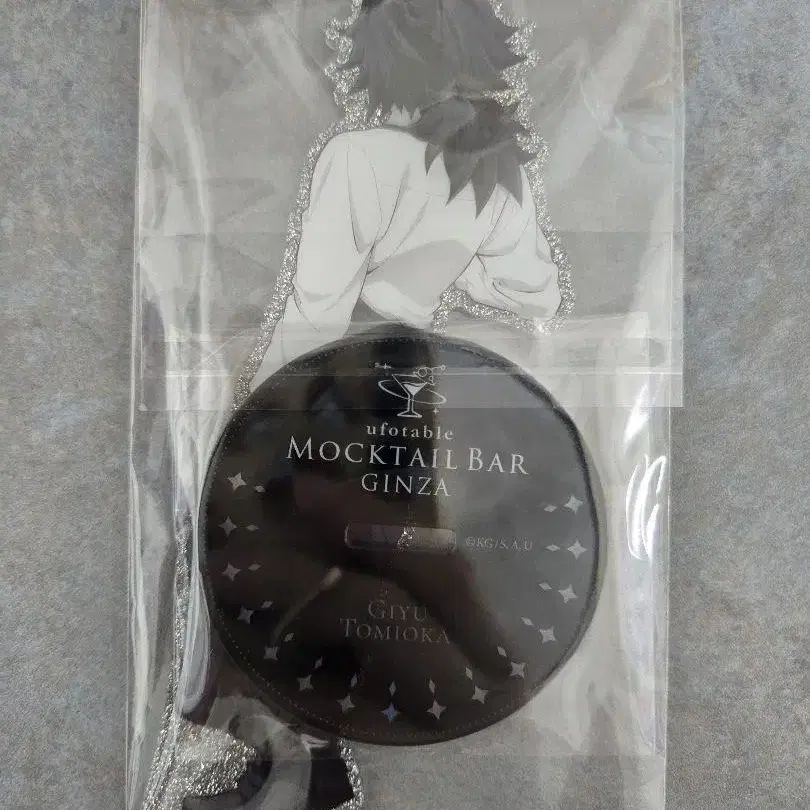 ufotable
MOCKTAIL BAR
GINZA
©KG/S,A,U
GIYU
TOMIOKA